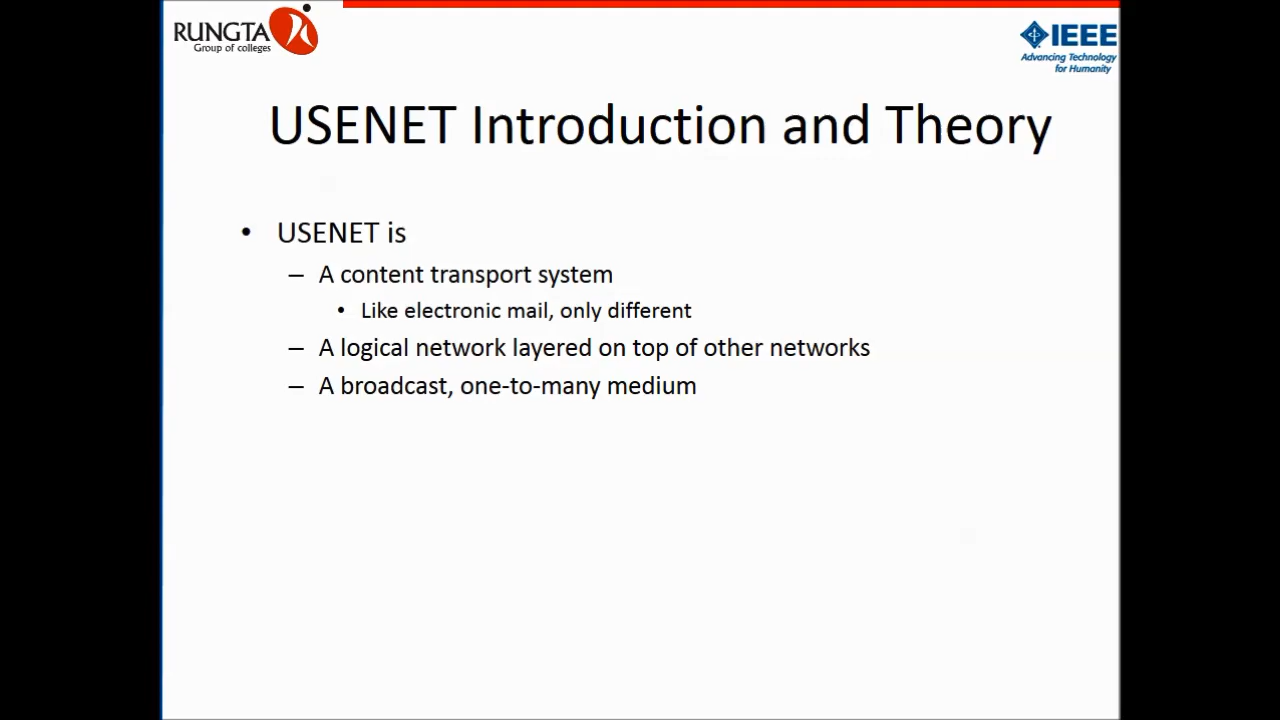 RUNGTA
Group of colleges
IEEE
Advancing Technology
for Humanity
USENET Introduction and Theory
• USENET is
– A content transport system
• Like electronic mail, only different
– A logical network layered on top of other networks
– A broadcast, one-to-many medium